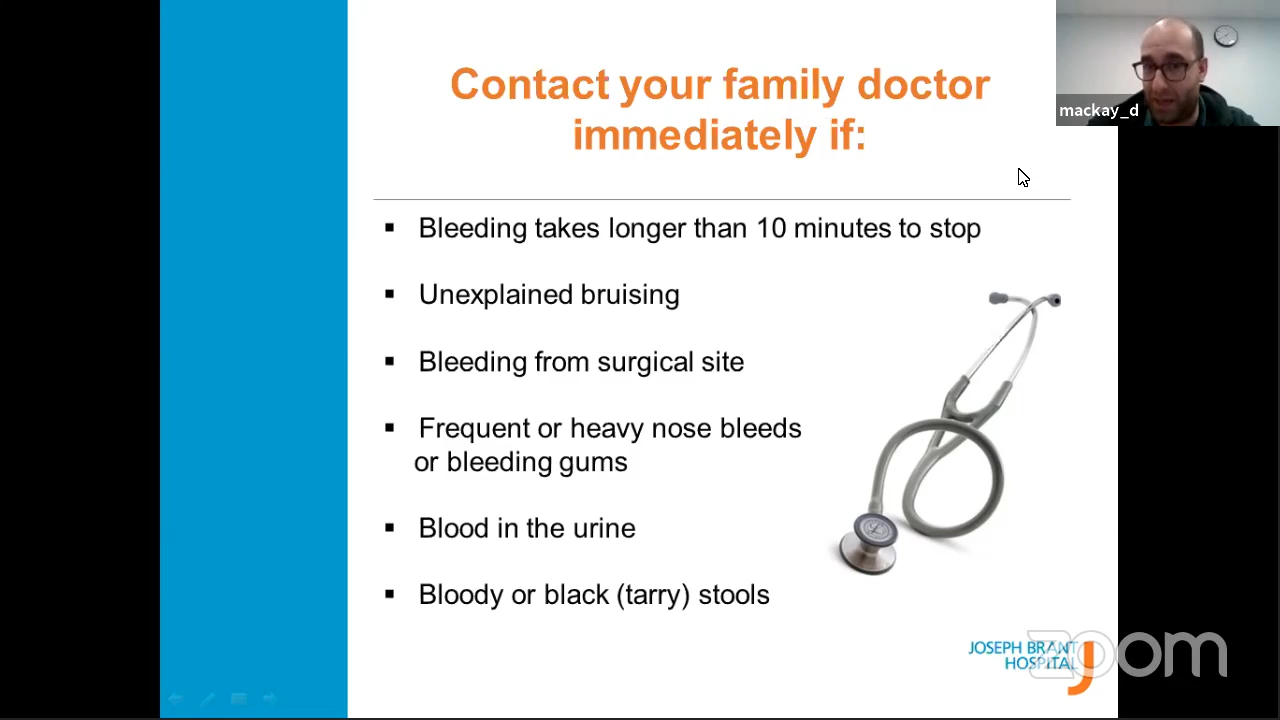 Contact your family doctor
immediately if:
mackay_d
▪ Bleeding takes longer than 10 minutes to stop
▪ Unexplained bruising
▪ Bleeding from surgical site
▪ Frequent or heavy nose bleeds
or bleeding gums
▪ Blood in the urine
▪ Bloody or black (tarry) stools
JOSEPH BRANT
HOSPITAL
zoom